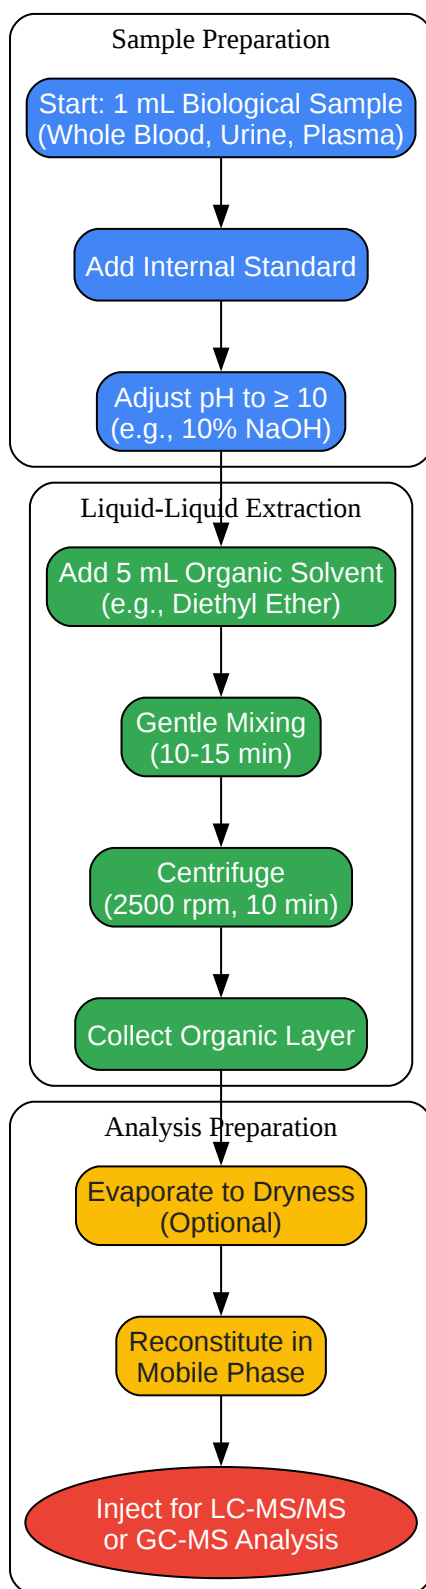 Sample Preparation
Start: 1 mL Biological Sample
(Whole Blood, Urine, Plasma)
Add Internal Standard
Adjust pH to ≥ 10
(e.g., 10% NaOH)
Liquid-Liquid Extraction
Add 5 mL Organic Solvent
(e.g., Diethyl Ether)
Gentle Mixing
(10-15 min)
Centrifuge
(2500 rpm, 10 min)
Collect Organic Layer
Analysis Preparation
Evaporate to Dryness
(Optional)
Reconstitute in
Mobile Phase
Inject for LC-MS/MS
or GC-MS Analysis